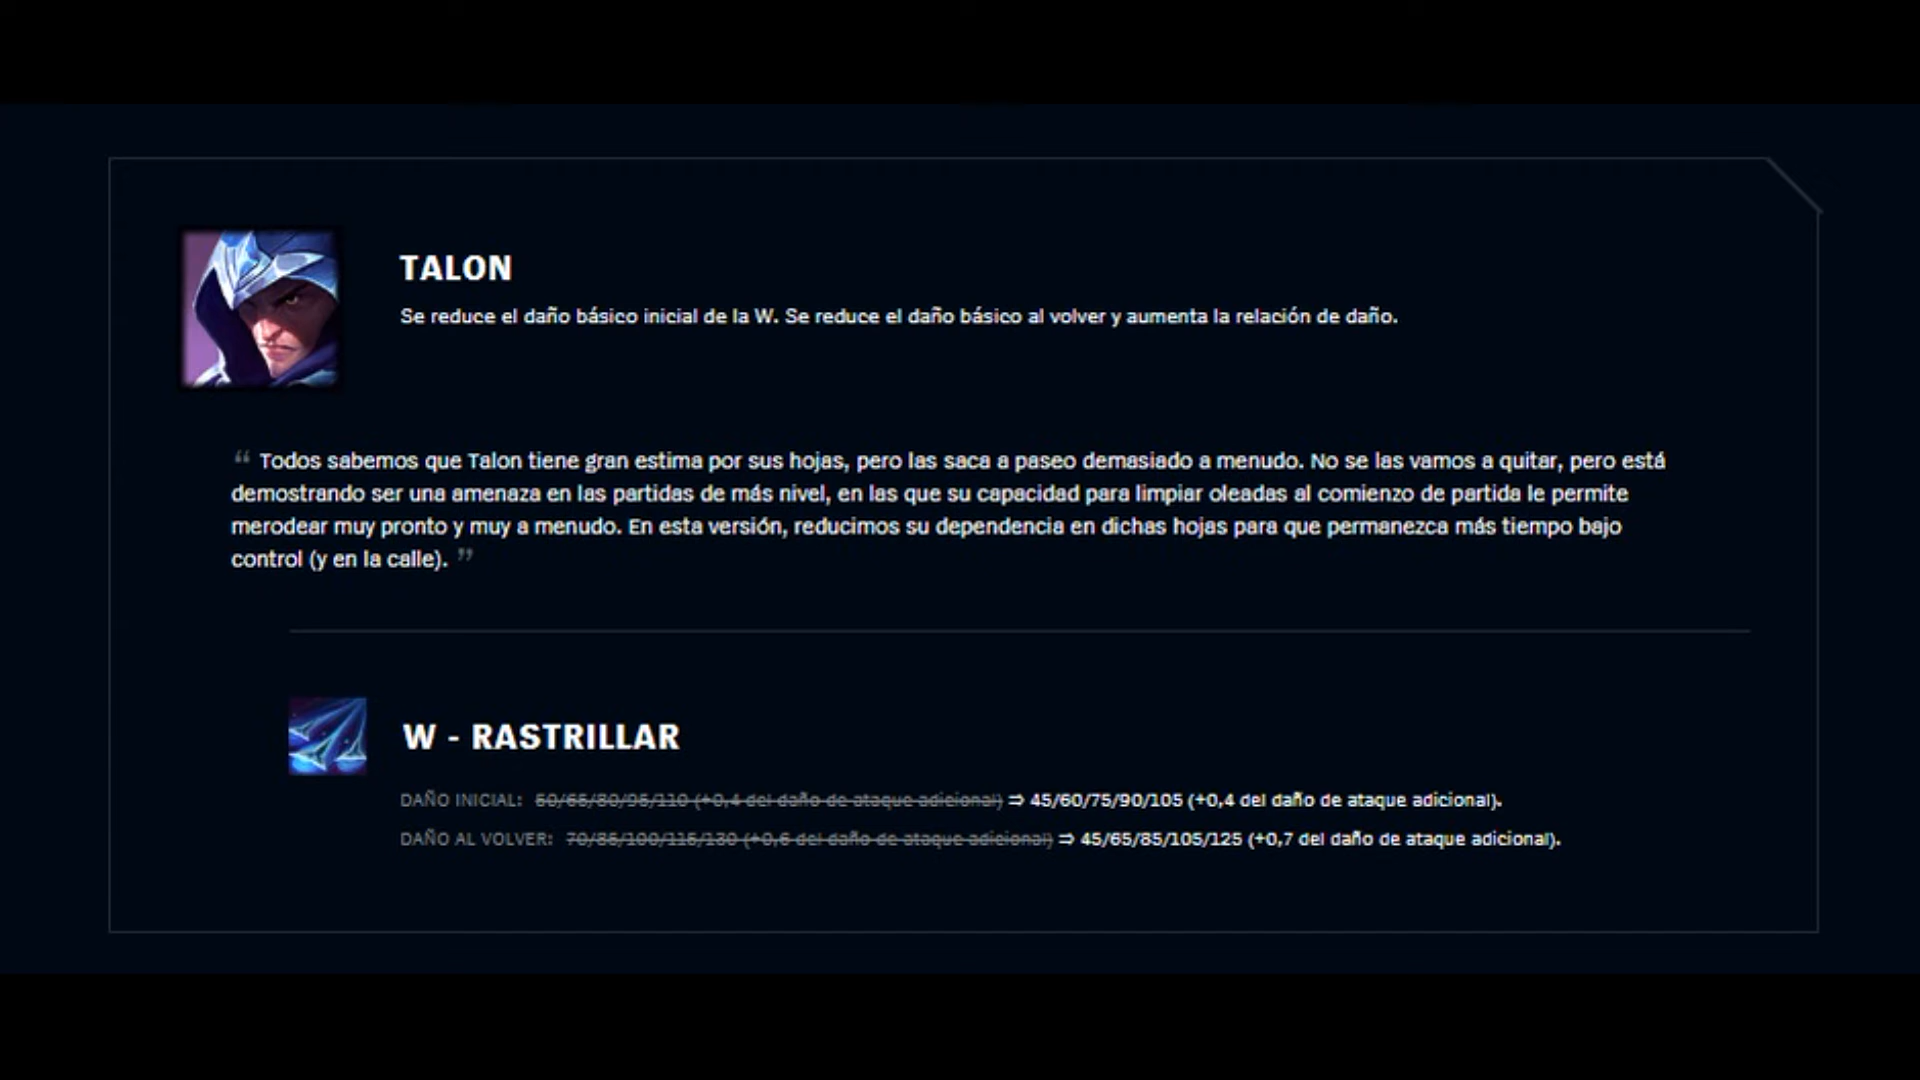 TALON
Se reduce el daño básico inicial de la W. Se reduce el daño básico al volver y aumenta la relación de daño.
“ Todos sabemos que Talon tiene gran estima por sus hojas, pero las saca a paseo demasiado a menudo. No se las vamos a quitar, pero está
demostrando ser una amenaza en las partidas de más nivel, en las que su capacidad para limpiar oleadas al comienzo de partida le permite
merodear muy pronto y muy a menudo. En esta versión, reducimos su dependencia en dichas hojas para que permanezca más tiempo bajo
control (y en la calle). ”
W - RASTRILLAR
DAÑO INICIAL: 50/65/80/95/110 (+0,4 del daño de ataque adicional) ⇒ 45/60/75/90/105 (+0,4 del daño de ataque adicional).
DAÑO AL VOLVER: 70/85/100/115/130 (+0,6 del daño de ataque adicional) ⇒ 45/65/85/105/125 (+0,7 del daño de ataque adicional).